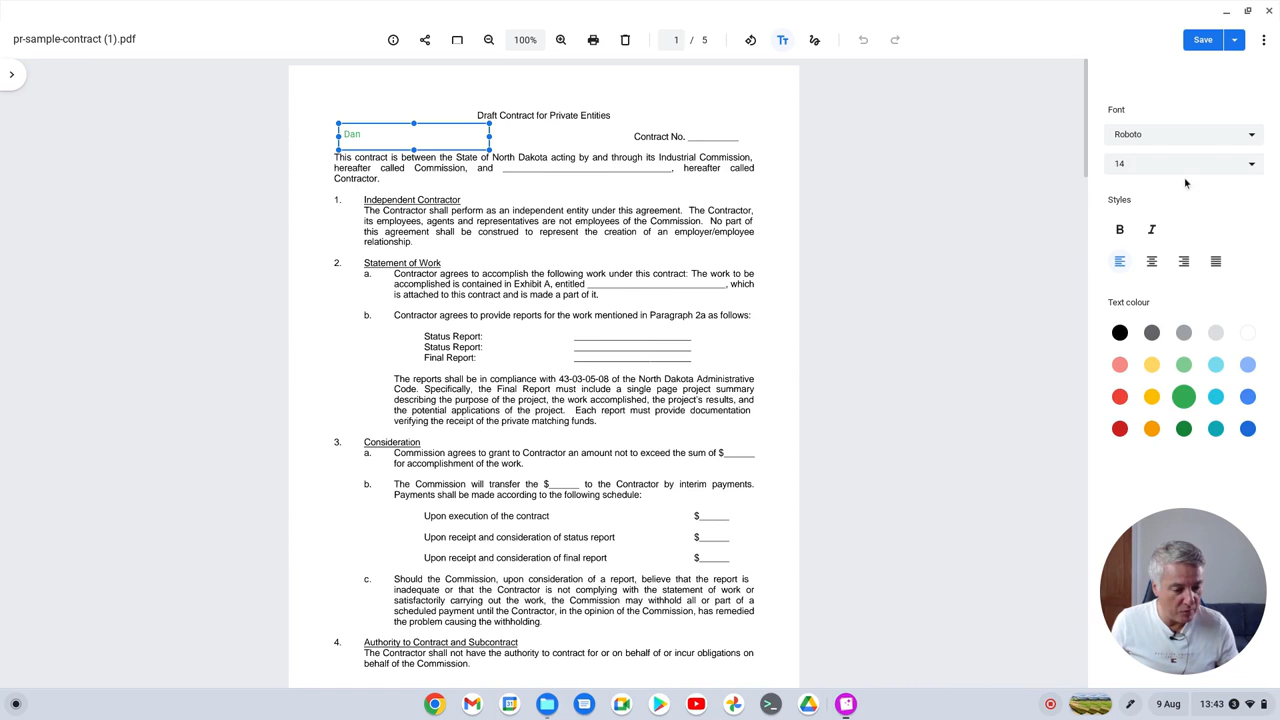 pr-sample-contract (1).pdf
100%
1 / 5
Save
Draft Contract for Private Entities
Dan
Contract No. _________
This contract is between the State of North Dakota acting by and through its Industrial Commission,
hereafter called Commission, and ____________________________, hereafter called
Contractor.
1. Independent Contractor
The Contractor shall perform as an independent entity under this agreement. The Contractor,
its employees, agents and representatives are not employees of the Commission. No part of
this agreement shall be construed to represent the creation of an employer/employee
relationship.
2. Statement of Work
a. Contractor agrees to accomplish the following work under this contract: The work to be
accomplished is contained in Exhibit A, entitled _______________________, which
is attached to this contract and is made a part of it.
b. Contractor agrees to provide reports for the work mentioned in Paragraph 2a as follows:
Status Report: ___________________
Status Report: ___________________
Final Report: ___________________
The reports shall be in compliance with 43-03-05-08 of the North Dakota Administrative
Code. Specifically, the Final Report must include a single page project summary
describing the purpose of the project, the work accomplished, the project's results, and
the potential applications of the project. Each report must provide documentation
verifying the receipt of the private matching funds.
3. Consideration
a. Commission agrees to grant to Contractor an amount not to exceed the sum of $______
for accomplishment of the work.
b. The Commission will transfer the $______ to the Contractor by interim payments.
Payments shall be made according to the following schedule:
Upon execution of the contract $______
Upon receipt and consideration of status report $______
Upon receipt and consideration of final report $______
c. Should the Commission, upon consideration of a report, believe that the report is
inadequate or that the Contractor is not complying with the statement of work or
satisfactorily carrying out the work, the Commission may withhold all or part of a
scheduled payment until the Contractor, in the opinion of the Commission, has remedied
the problem causing the withholding.
4. Authority to Contract and Subcontract
The Contractor shall not have the authority to contract for or on behalf of or incur obligations on
behalf of the Commission.
Font
Roboto
14
Styles
B I
Text colour
9 Aug 13:43 3